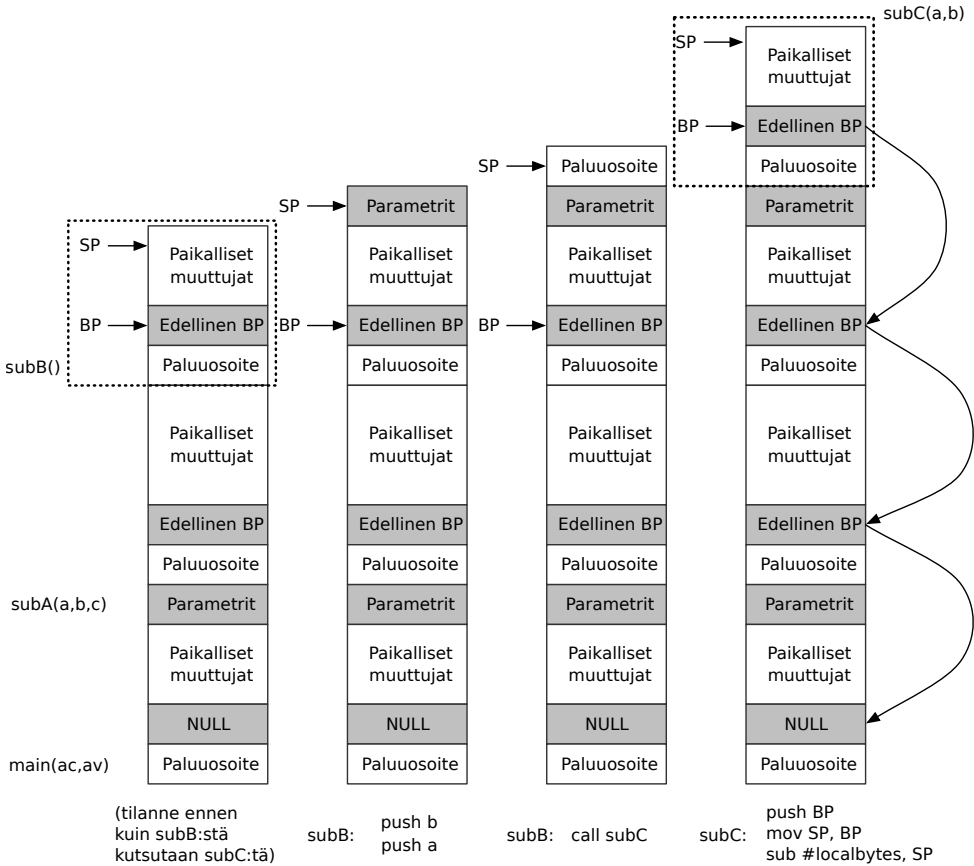 subC(a,b)
SP
Paikalliset
muuttujat
BP
Edellinen BP
Paluuosoite
Parametrit
Paikalliset
muuttujat
Edellinen BP
Paluuosoite
Paikalliset
muuttujat
Edellinen BP
Paluuosoite
Parametrit
Paikalliset
muuttujat
NULL
Paluuosoite
SP
Paluuosoite
Parametrit
Paikalliset
muuttujat
BP
Edellinen BP
Paluuosoite
Paikalliset
muuttujat
Edellinen BP
Paluuosoite
Parametrit
Paikalliset
muuttujat
NULL
Paluuosoite
SP
Parametrit
Paikalliset
muuttujat
BP
Edellinen BP
Paluuosoite
Paikalliset
muuttujat
Edellinen BP
Paluuosoite
Parametrit
Paikalliset
muuttujat
NULL
Paluuosoite
SP
Paikalliset
muuttujat
BP
Edellinen BP
subB()
Paluuosoite
Paikalliset
muuttujat
Edellinen BP
Paluuosoite
subA(a,b,c)
Parametrit
Paikalliset
muuttujat
NULL
main(ac,av)
Paluuosoite
(tilanne ennen
kuin subB:stä
kutsutaan subC:tä)
subB:
push b
push a
subB:
call subC
subC:
push BP
mov SP, BP
sub #localbytes, SP